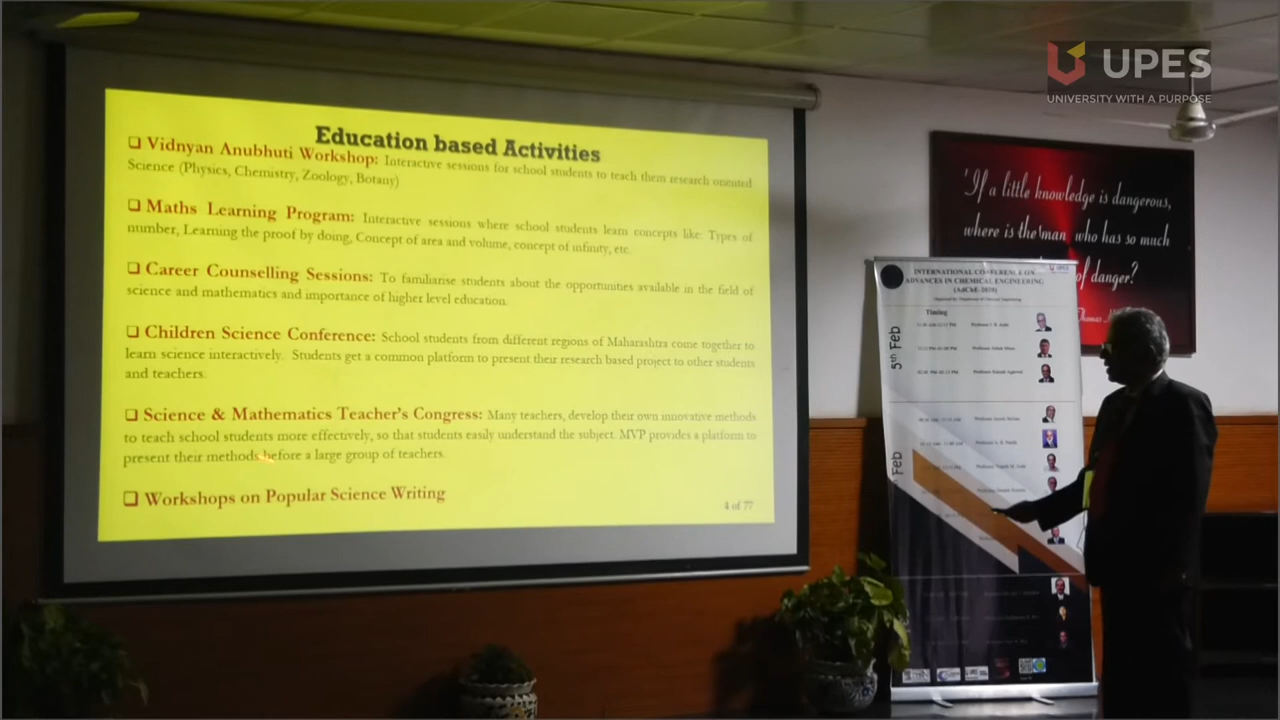 UPES
UNIVERSITY WITH A PURPOSE
Education based Activities
❑ Vidnyan Anubhuti Workshop: Interactive sessions for school students to teach them research oriented
Science (Physics, Chemistry, Zoology, Botany)
❑ Maths Learning Program: Interactive sessions where school students learn concepts like: Types of
number, Learning the proof by doing, Concept of area and volume, concept of infinity, etc.
❑ Career Counselling Sessions: To familiarise students about the opportunities available in the field of
science and mathematics and importance of higher level education.
❑ Children Science Conference: School students from different regions of Maharashtra come together to
learn science interactively. Students get a common platform to present their research based project to other students
and teachers.
❑ Science & Mathematics Teacher's Congress: Many teachers, develop their own innovative methods
to teach school students more effectively, so that students easily understand the subject. MVP provides a platform to
present their methods before a large group of teachers.
❑ Workshops on Popular Science Writing
4 of 77
'If a little knowledge is dangerous,
where is the man who has so much
of danger?
Thomas
UPES
INTERNATIONAL CONFERENCE ON
ADVANCES IN CHEMICAL ENGINEERING
(AdChE-2020)
Timing
5th Feb
Feb